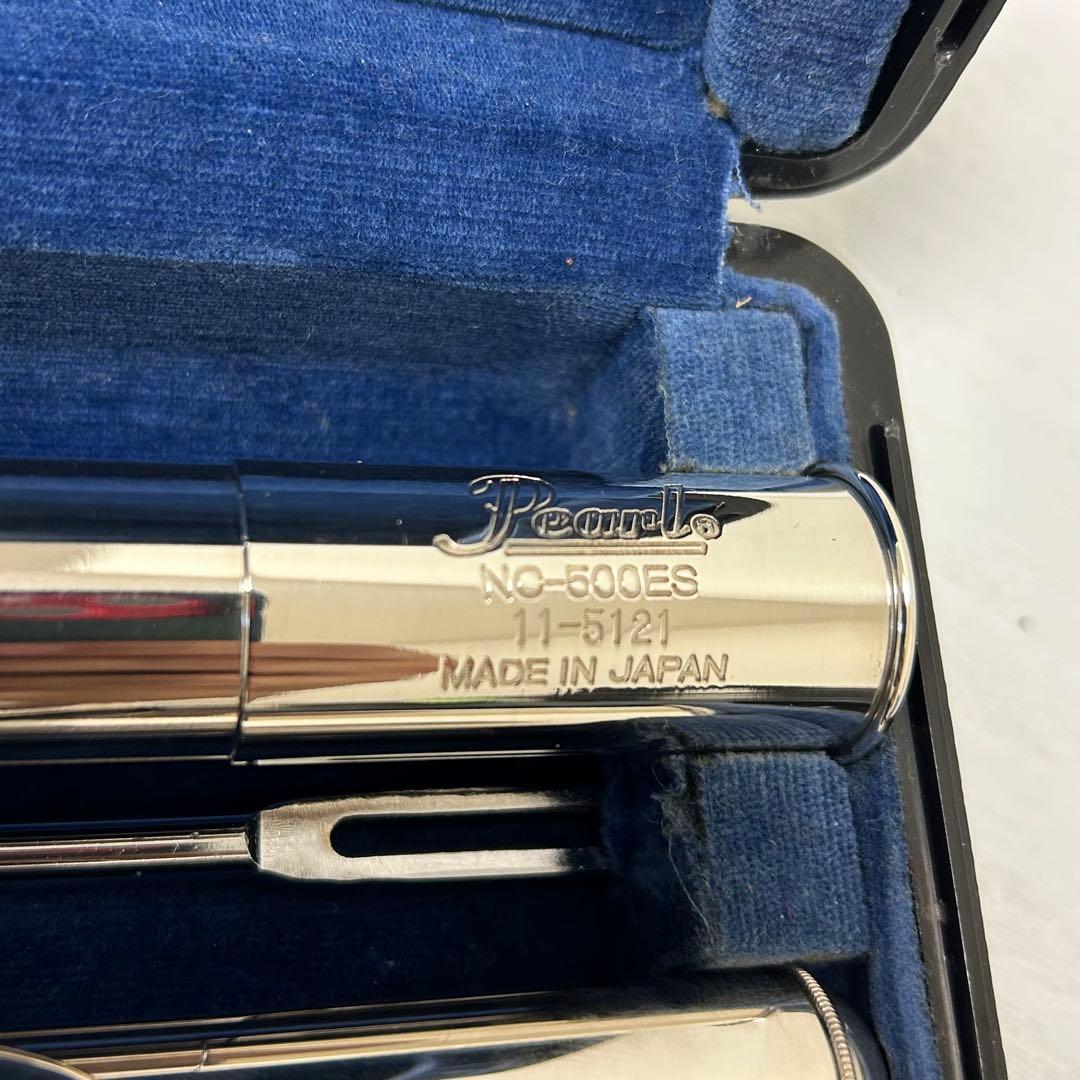 Pearl®
NC-500ES
11-5121
MADE IN JAPAN